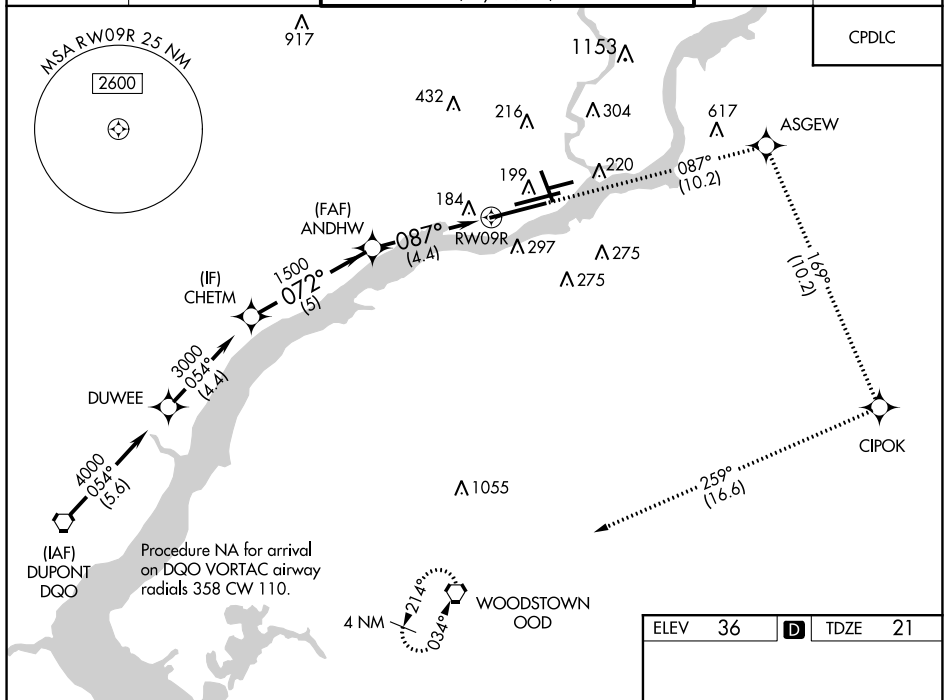 MSA RW09R 25 NM
2600
917
1153
CPDLC
432
216
304
617
ASGEW
199
220
087°
(10.2)
184
(FAF)
ANDHW
087°
(4.4)
RW09R
297
275
275
169°
(10.2)
1500
072°
(5)
(IF)
CHETM
3000
054°
(4.4)
DUWEE
CIPOK
4000
054°
(5.6)
259°
(16.6)
1055
(IAF)
DUPONT
DQO
Procedure NA for arrival
on DQO VORTAC airway
radials 358 CW 110.
4 NM
214°
034°
WOODSTOWN
OOD
ELEV 36 D TDZE 21